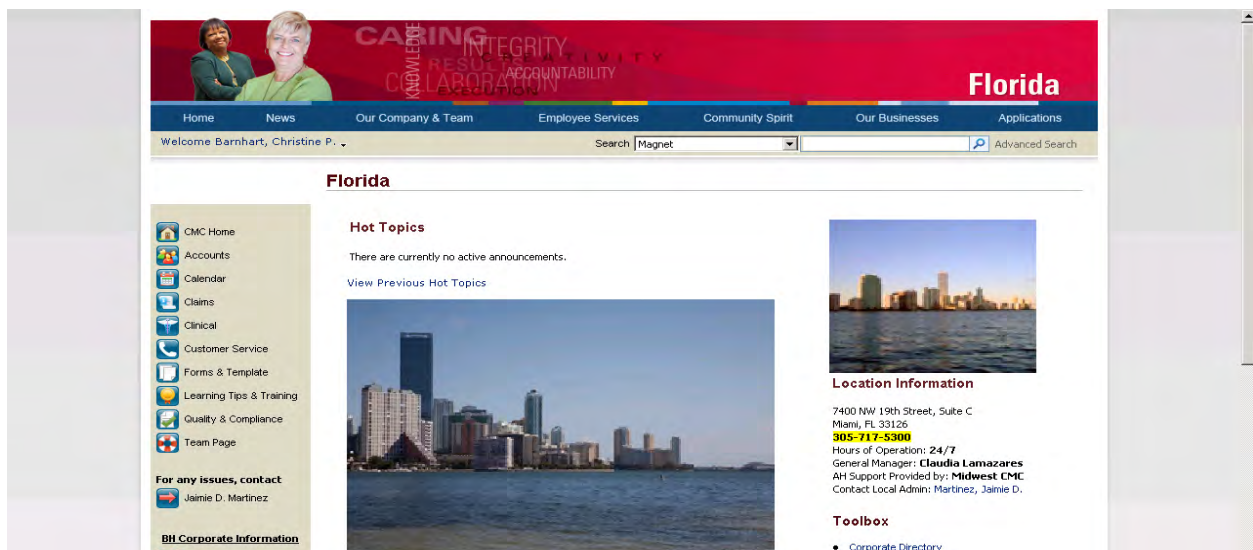 CARING
KNOWLEDGE
INTEGRITY
CREATIVITY
RESULTS
ACCOUNTABILITY
COLLABORATION
EXECUTION
Florida
Home News Our Company & Team Employee Services Community Spirit Our Businesses Applications
Welcome Barnhart, Christine P.
Search Magnet Advanced Search
Florida
CMC Home
Accounts
Calendar
Claims
Clinical
Customer Service
Forms & Template
Learning Tips & Training
Quality & Compliance
Team Page
For any issues, contact
Jaimie D. Martinez
BH Corporate Information
Hot Topics
There are currently no active announcements.
View Previous Hot Topics
Location Information
7400 NW 19th Street, Suite C
Miami, FL 33126
305-717-5300
Hours of Operation: 24/7
General Manager: Claudia Lamazares
AH Support Provided by: Midwest CMC
Contact Local Admin: Martinez, Jaimie D.
Toolbox
• Corporate Directory